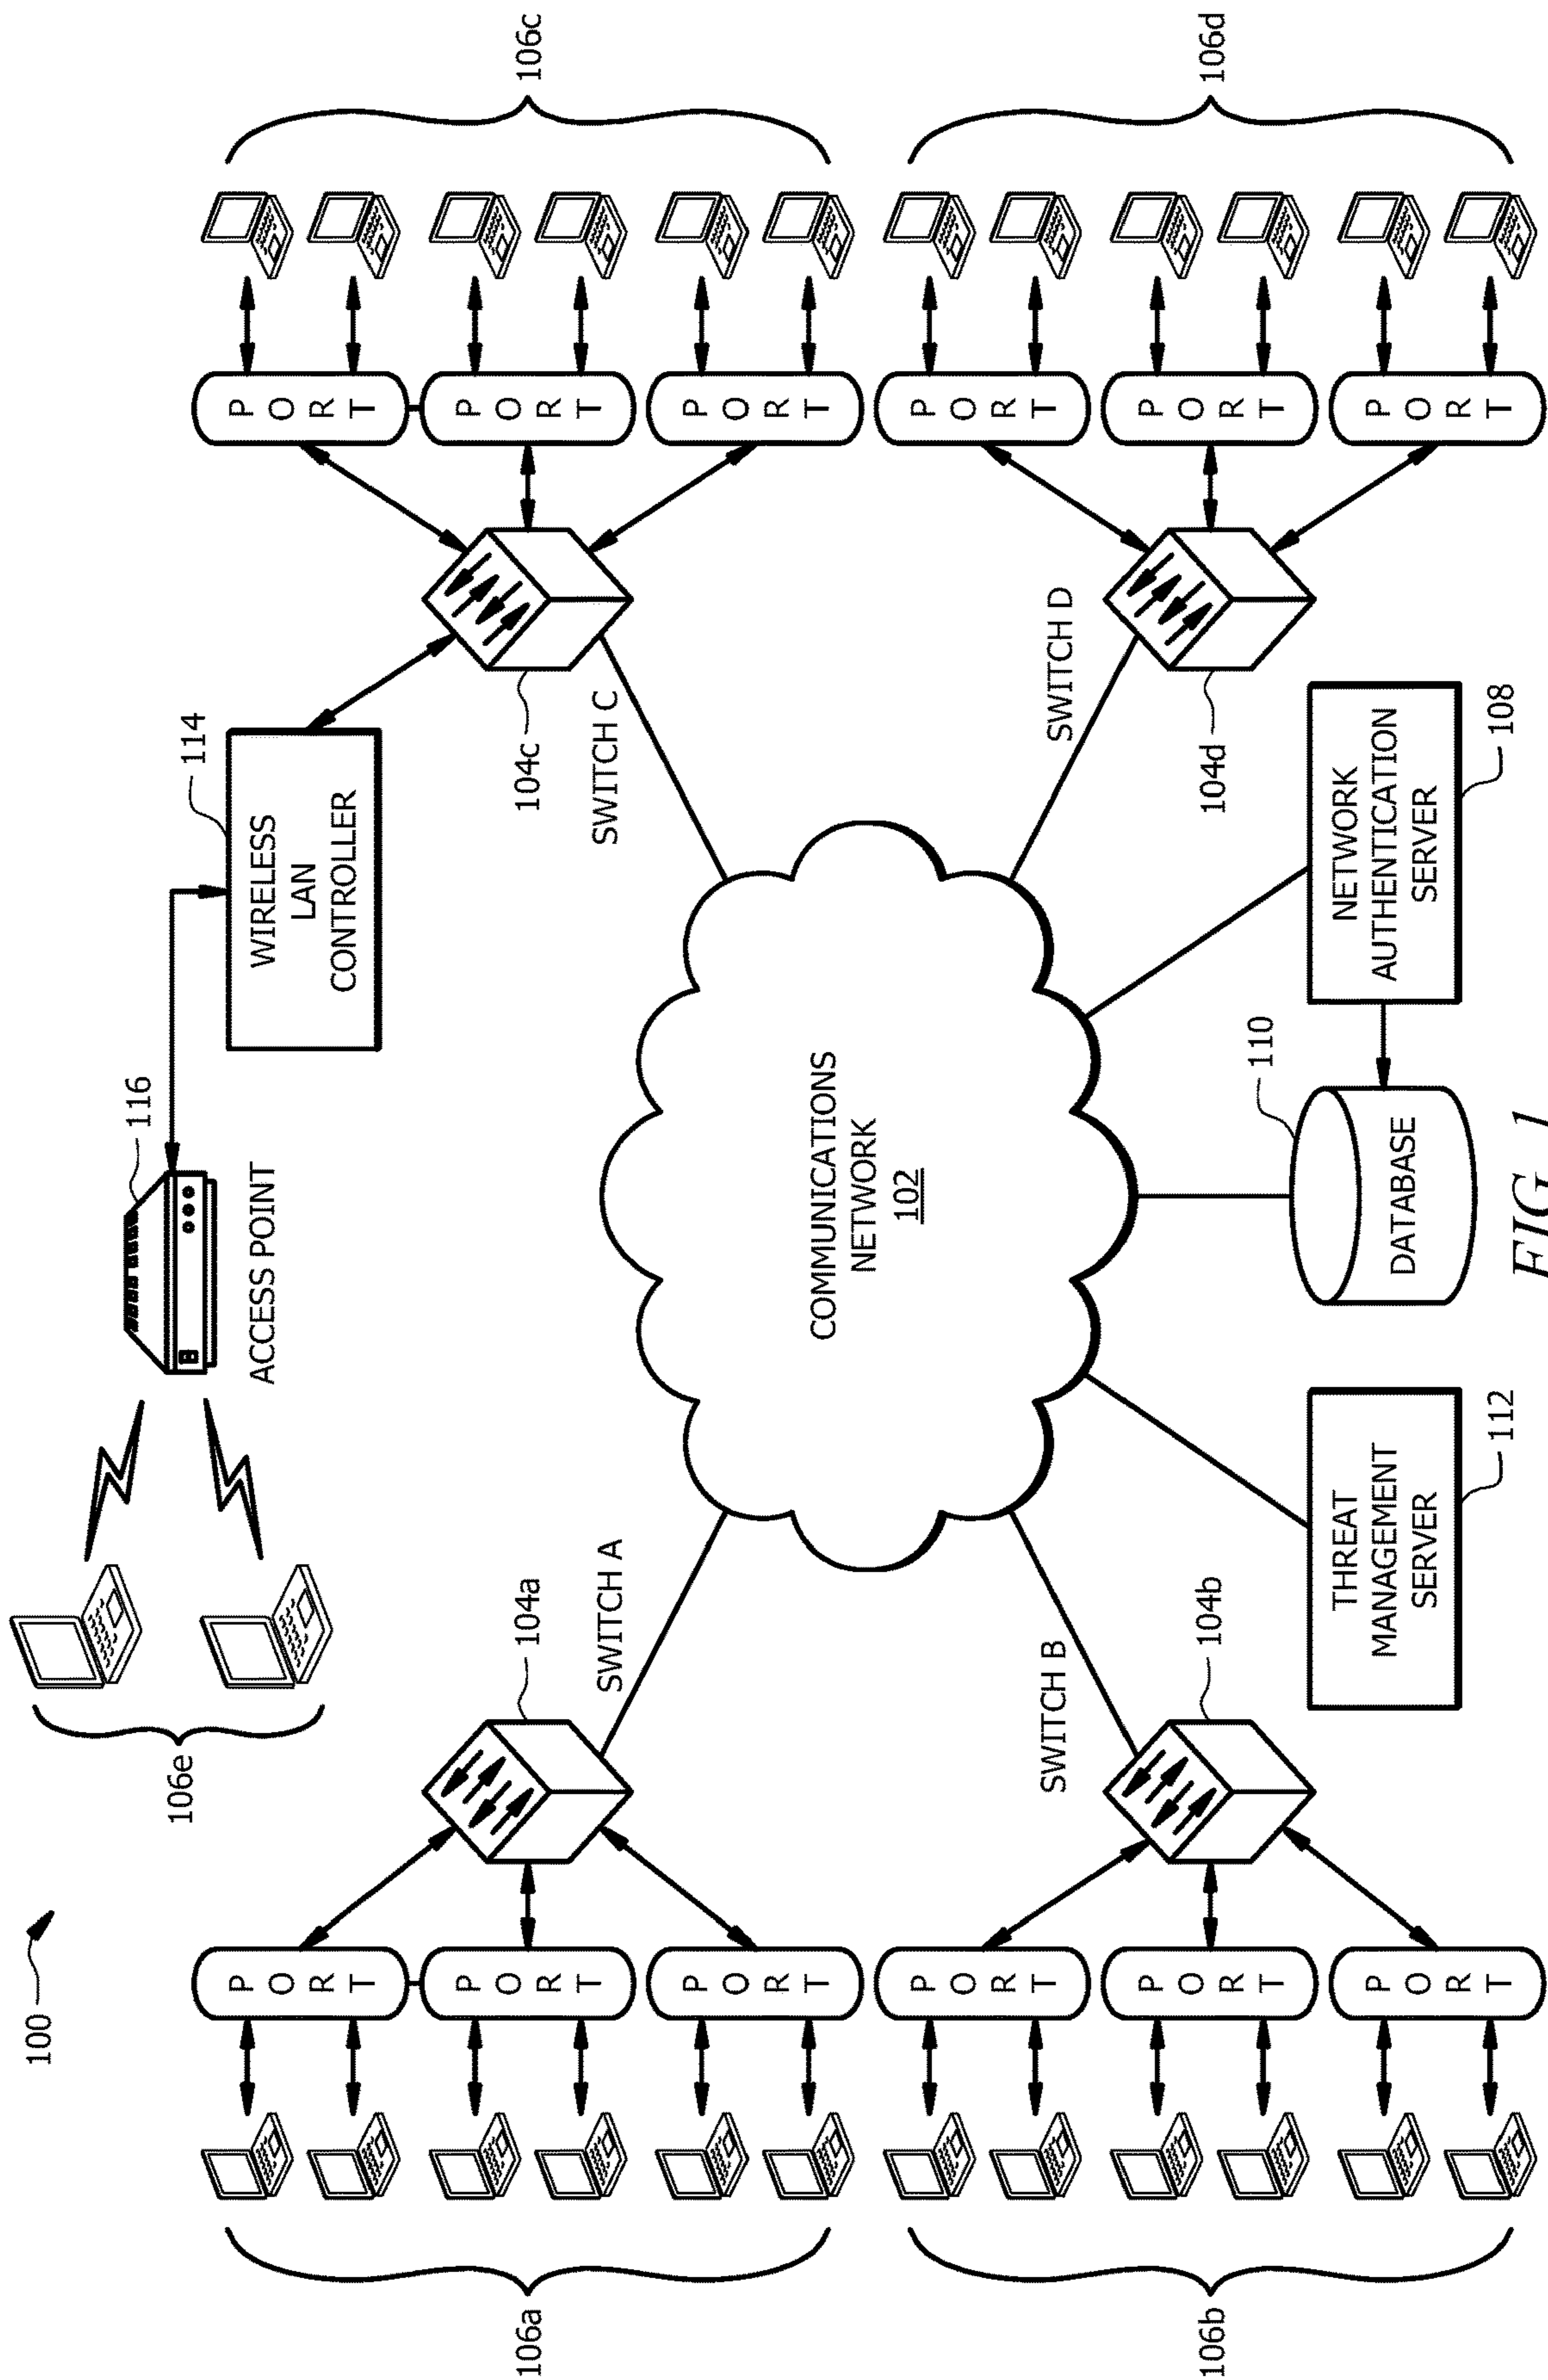 100
106e
116
ACCESS POINT
114
WIRELESS
LAN
CONTROLLER
106a
PORT
PORT
PORT
104a
SWITCH A
104c
SWITCH C
PORT
PORT
PORT
106c
COMMUNICATIONS
NETWORK
102
106b
PORT
PORT
PORT
SWITCH B
104b
SWITCH D
104d
PORT
PORT
PORT
106d
THREAT
MANAGEMENT
SERVER
112
110
DATABASE
NETWORK
AUTHENTICATION
SERVER
108
FIG. 1